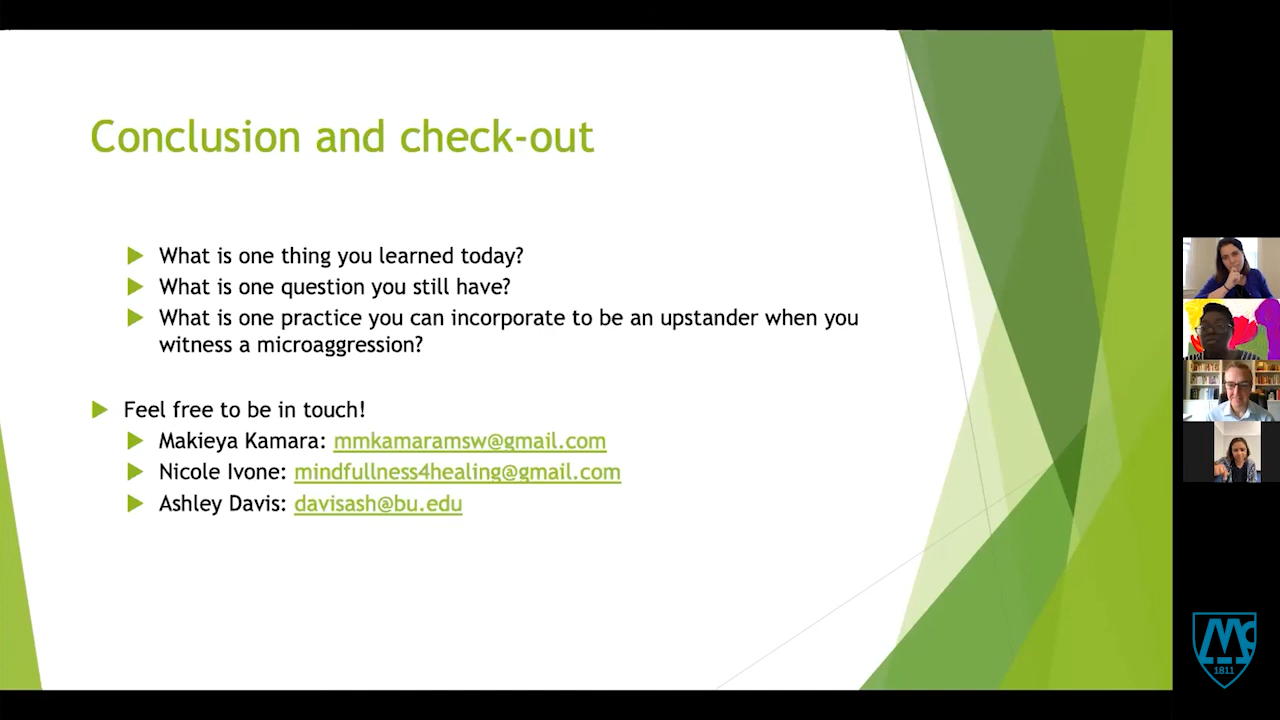 Conclusion and check-out
What is one thing you learned today?
What is one question you still have?
What is one practice you can incorporate to be an upstander when you
witness a microaggression?
Feel free to be in touch!
Makieya Kamara: mmkamaramsw@gmail.com
Nicole Ivone: mindfullness4healing@gmail.com
Ashley Davis: davisash@bu.edu
Mc
1811